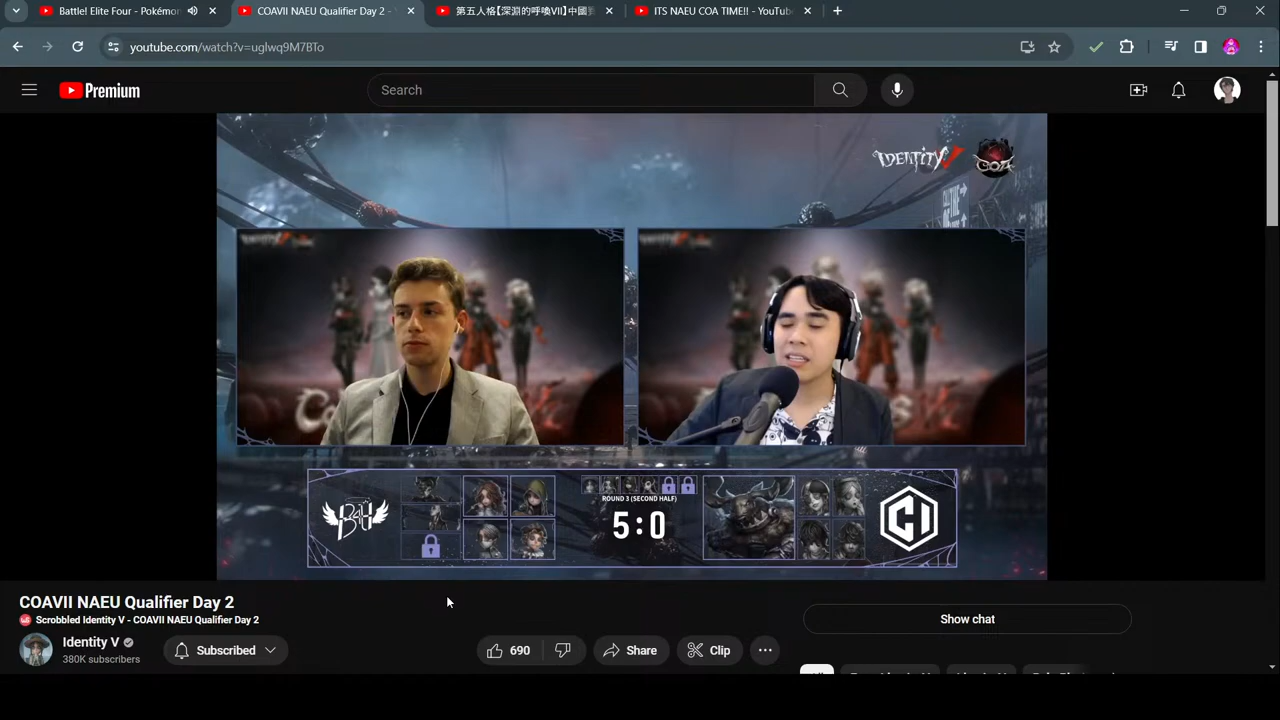 Battle! Elite Four - Pokémon
COAVII NAEU Qualifier Day 2 -
第五人格【深淵的呼喚VII】中國
ITS NAEU COA TIME!! - YouTube
youtube.com/watch?v=uglwq9M7BTo
Premium
Search
IDENTITY V
COA
ROUND 3 (SECOND HALF)
5:0
CI
COAVII NAEU Qualifier Day 2
Scrobbled Identity V - COAVII NAEU Qualifier Day 2
Identity V
380K subscribers
Subscribed
690
Share
Clip
Show chat